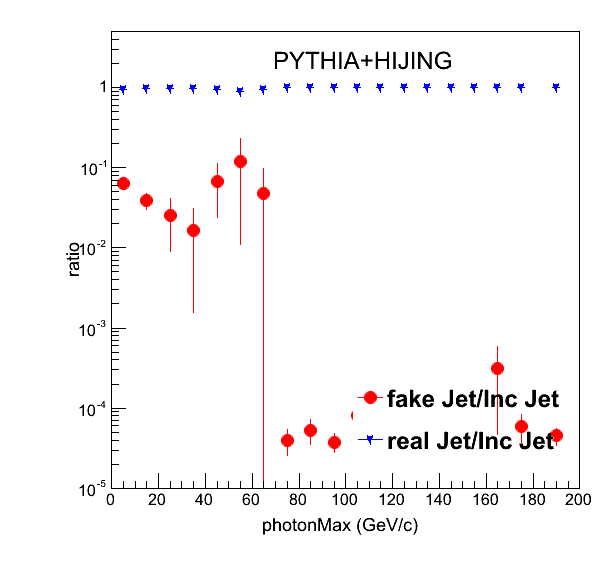 PYTHIA+HIJING
1
10-1
10-2
10-3
10-4
10-5
ratio
fake Jet/Inc Jet
real Jet/Inc Jet
0 20 40 60 80 100 120 140 160 180 200
photonMax (GeV/c)